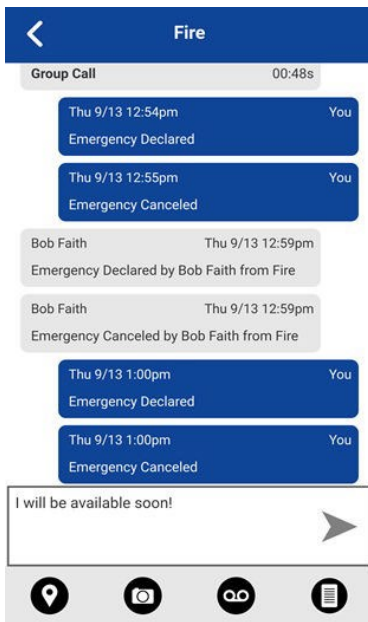 Fire
Group Call 00:48s
Thu 9/13 12:54pm You
Emergency Declared
Thu 9/13 12:55pm You
Emergency Canceled
Bob Faith Thu 9/13 12:59pm
Emergency Declared by Bob Faith from Fire
Bob Faith Thu 9/13 12:59pm
Emergency Canceled by Bob Faith from Fire
Thu 9/13 1:00pm You
Emergency Declared
Thu 9/13 1:00pm You
Emergency Canceled
I will be available soon!